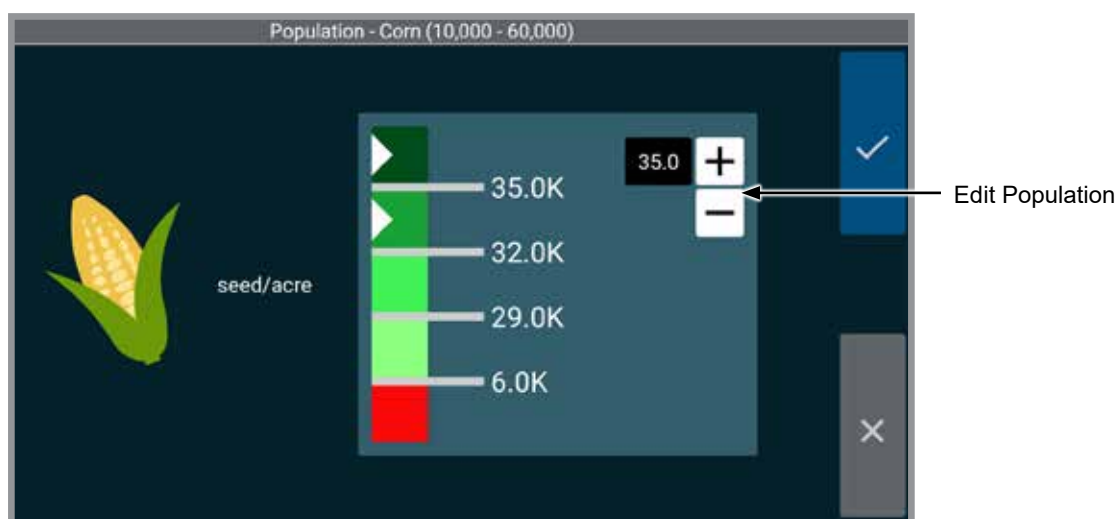 Population - Corn (10,000 - 60,000)
35.0
35.0K
Edit Population
32.0K
seed/acre
29.0K
6.0K